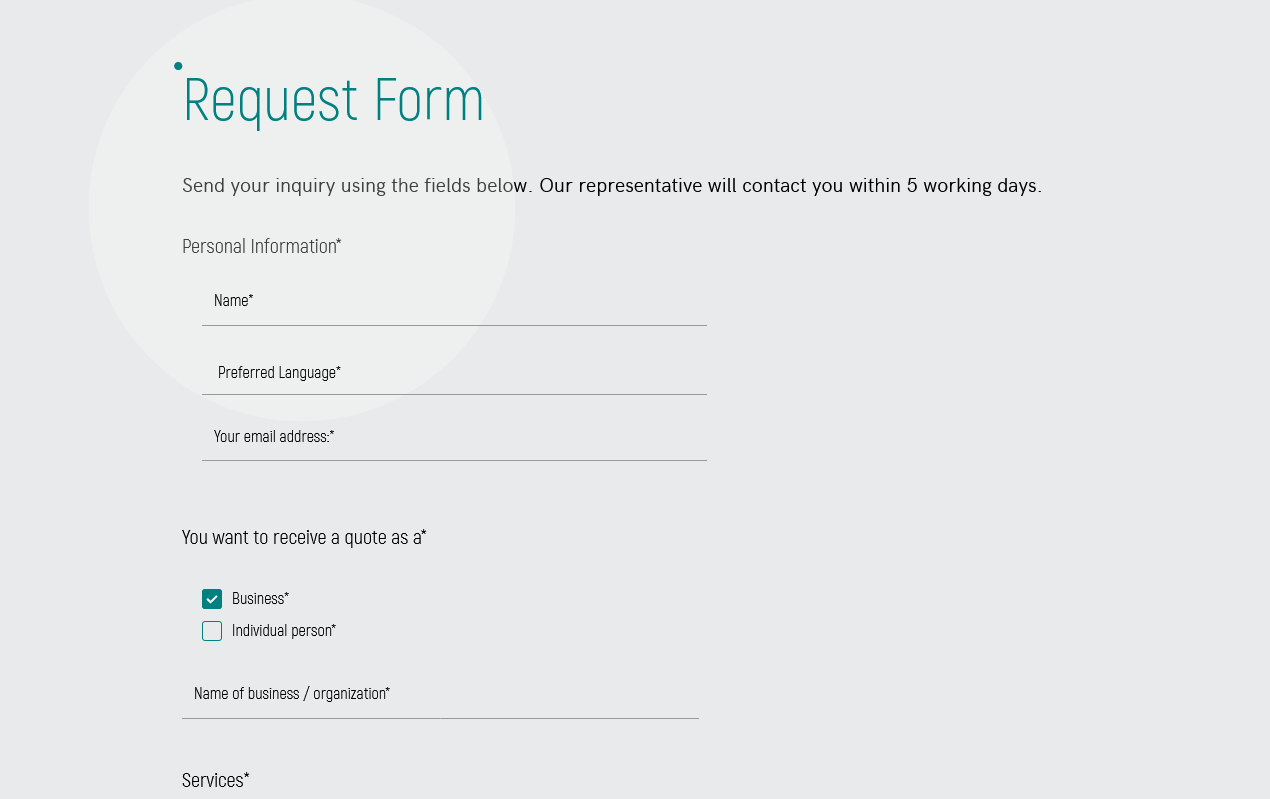 Request Form
Send your inquiry using the fields below. Our representative will contact you within 5 working days.
Personal Information*
Name*
Preferred Language*
Your email address:*
You want to receive a quote as a*
Business*
Individual person*
Name of business / organization*
Services*